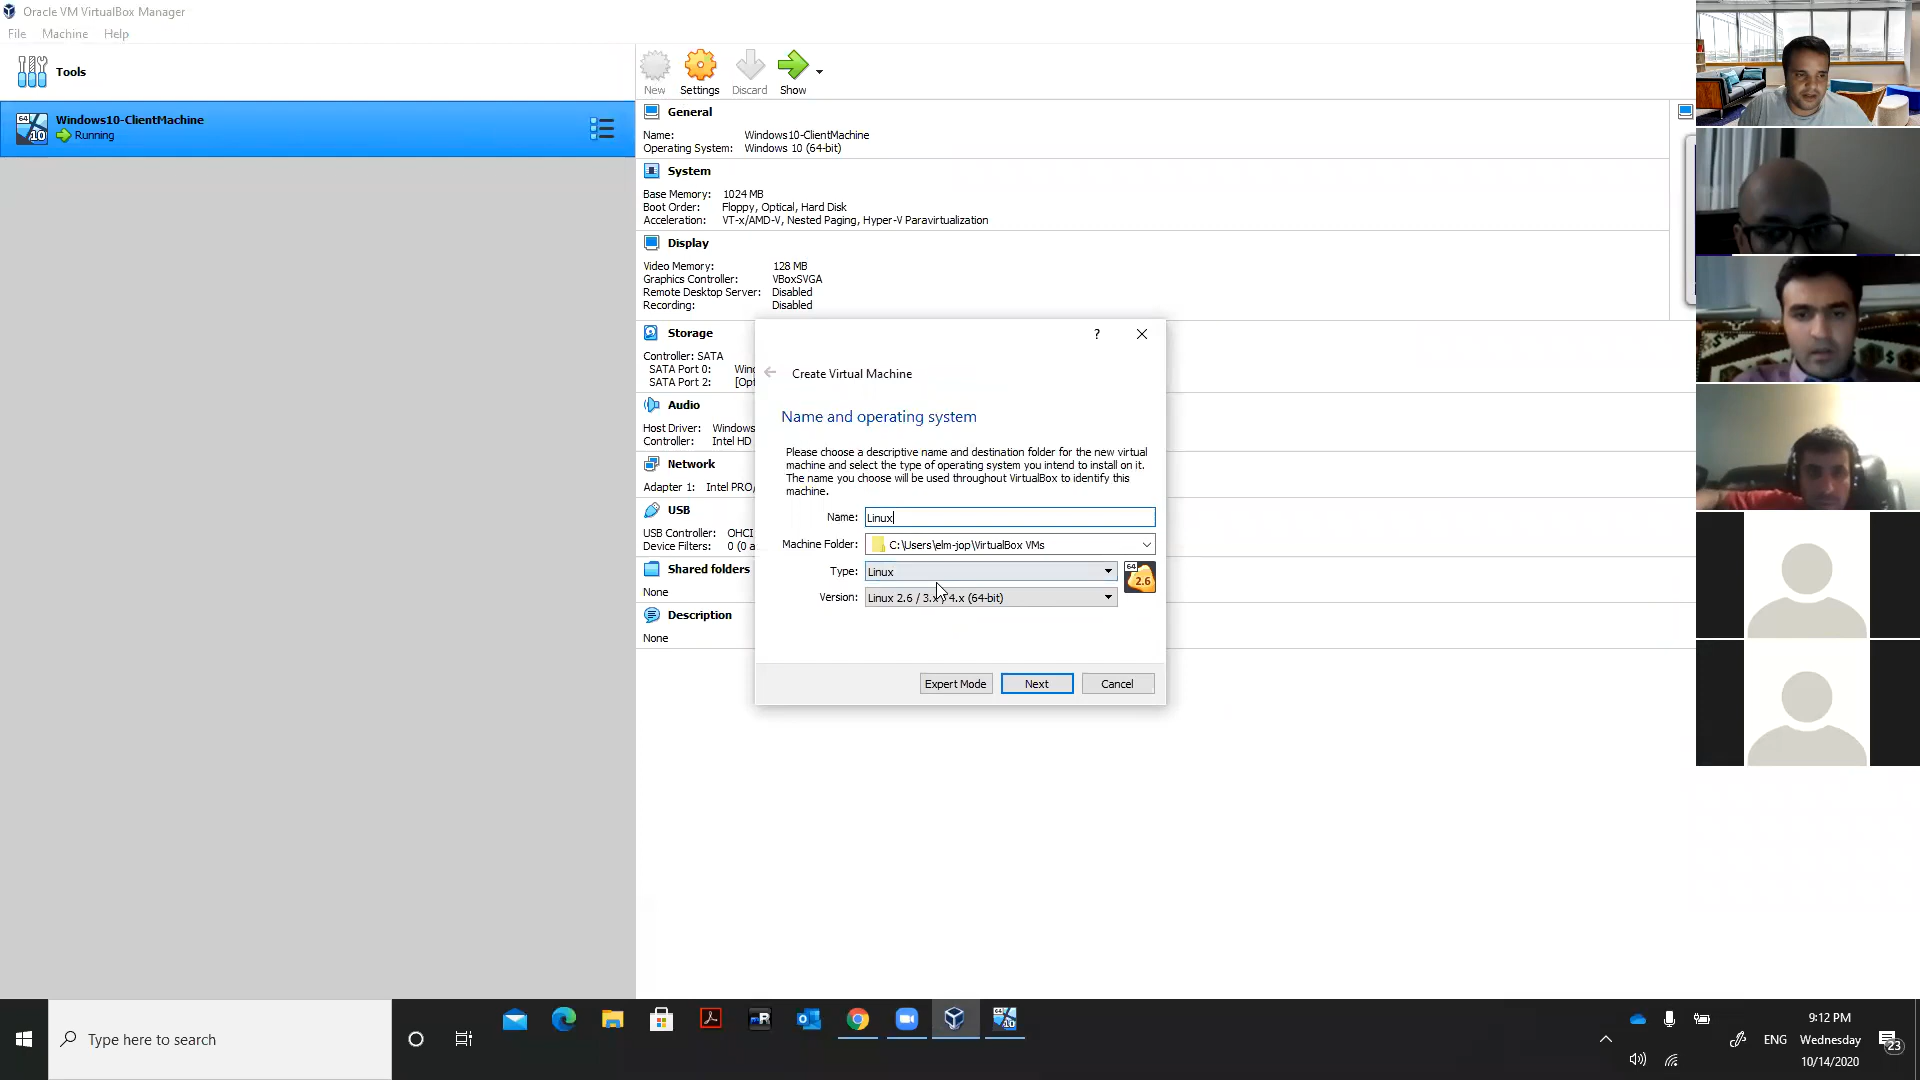 Oracle VM VirtualBox Manager
File Machine Help
Tools
New Settings Discard Show
Windows10-ClientMachine
Running
General
Name: Windows10-ClientMachine
Operating System: Windows 10 (64-bit)
System
Base Memory: 1024 MB
Boot Order: Floppy, Optical, Hard Disk
Acceleration: VT-x/AMD-V, Nested Paging, Hyper-V Paravirtualization
Display
Video Memory: 128 MB
Graphics Controller: VBoxSVGA
Remote Desktop Server: Disabled
Recording: Disabled
Storage
Controller: SATA
SATA Port 0:
SATA Port 2:
Audio
Host Driver: Windows
Controller: Intel HD
Network
Adapter 1: Intel PRO/
USB
USB Controller: OHCI
Device Filters: 0 (0 a
Shared folders
None
Description
None
Create Virtual Machine
Name and operating system
Please choose a descriptive name and destination folder for the new virtual
machine and select the type of operating system you intend to install on it.
The name you choose will be used throughout VirtualBox to identify this
machine.
Name: Linux
Machine Folder: C:\Users\elm-jop\VirtualBox VMs
Type: Linux
64
2.6
Version: Linux 2.6 / 3.x / 4.x (64-bit)
Expert Mode Next Cancel
Type here to search
ENG
9:12 PM
Wednesday
10/14/2020
23